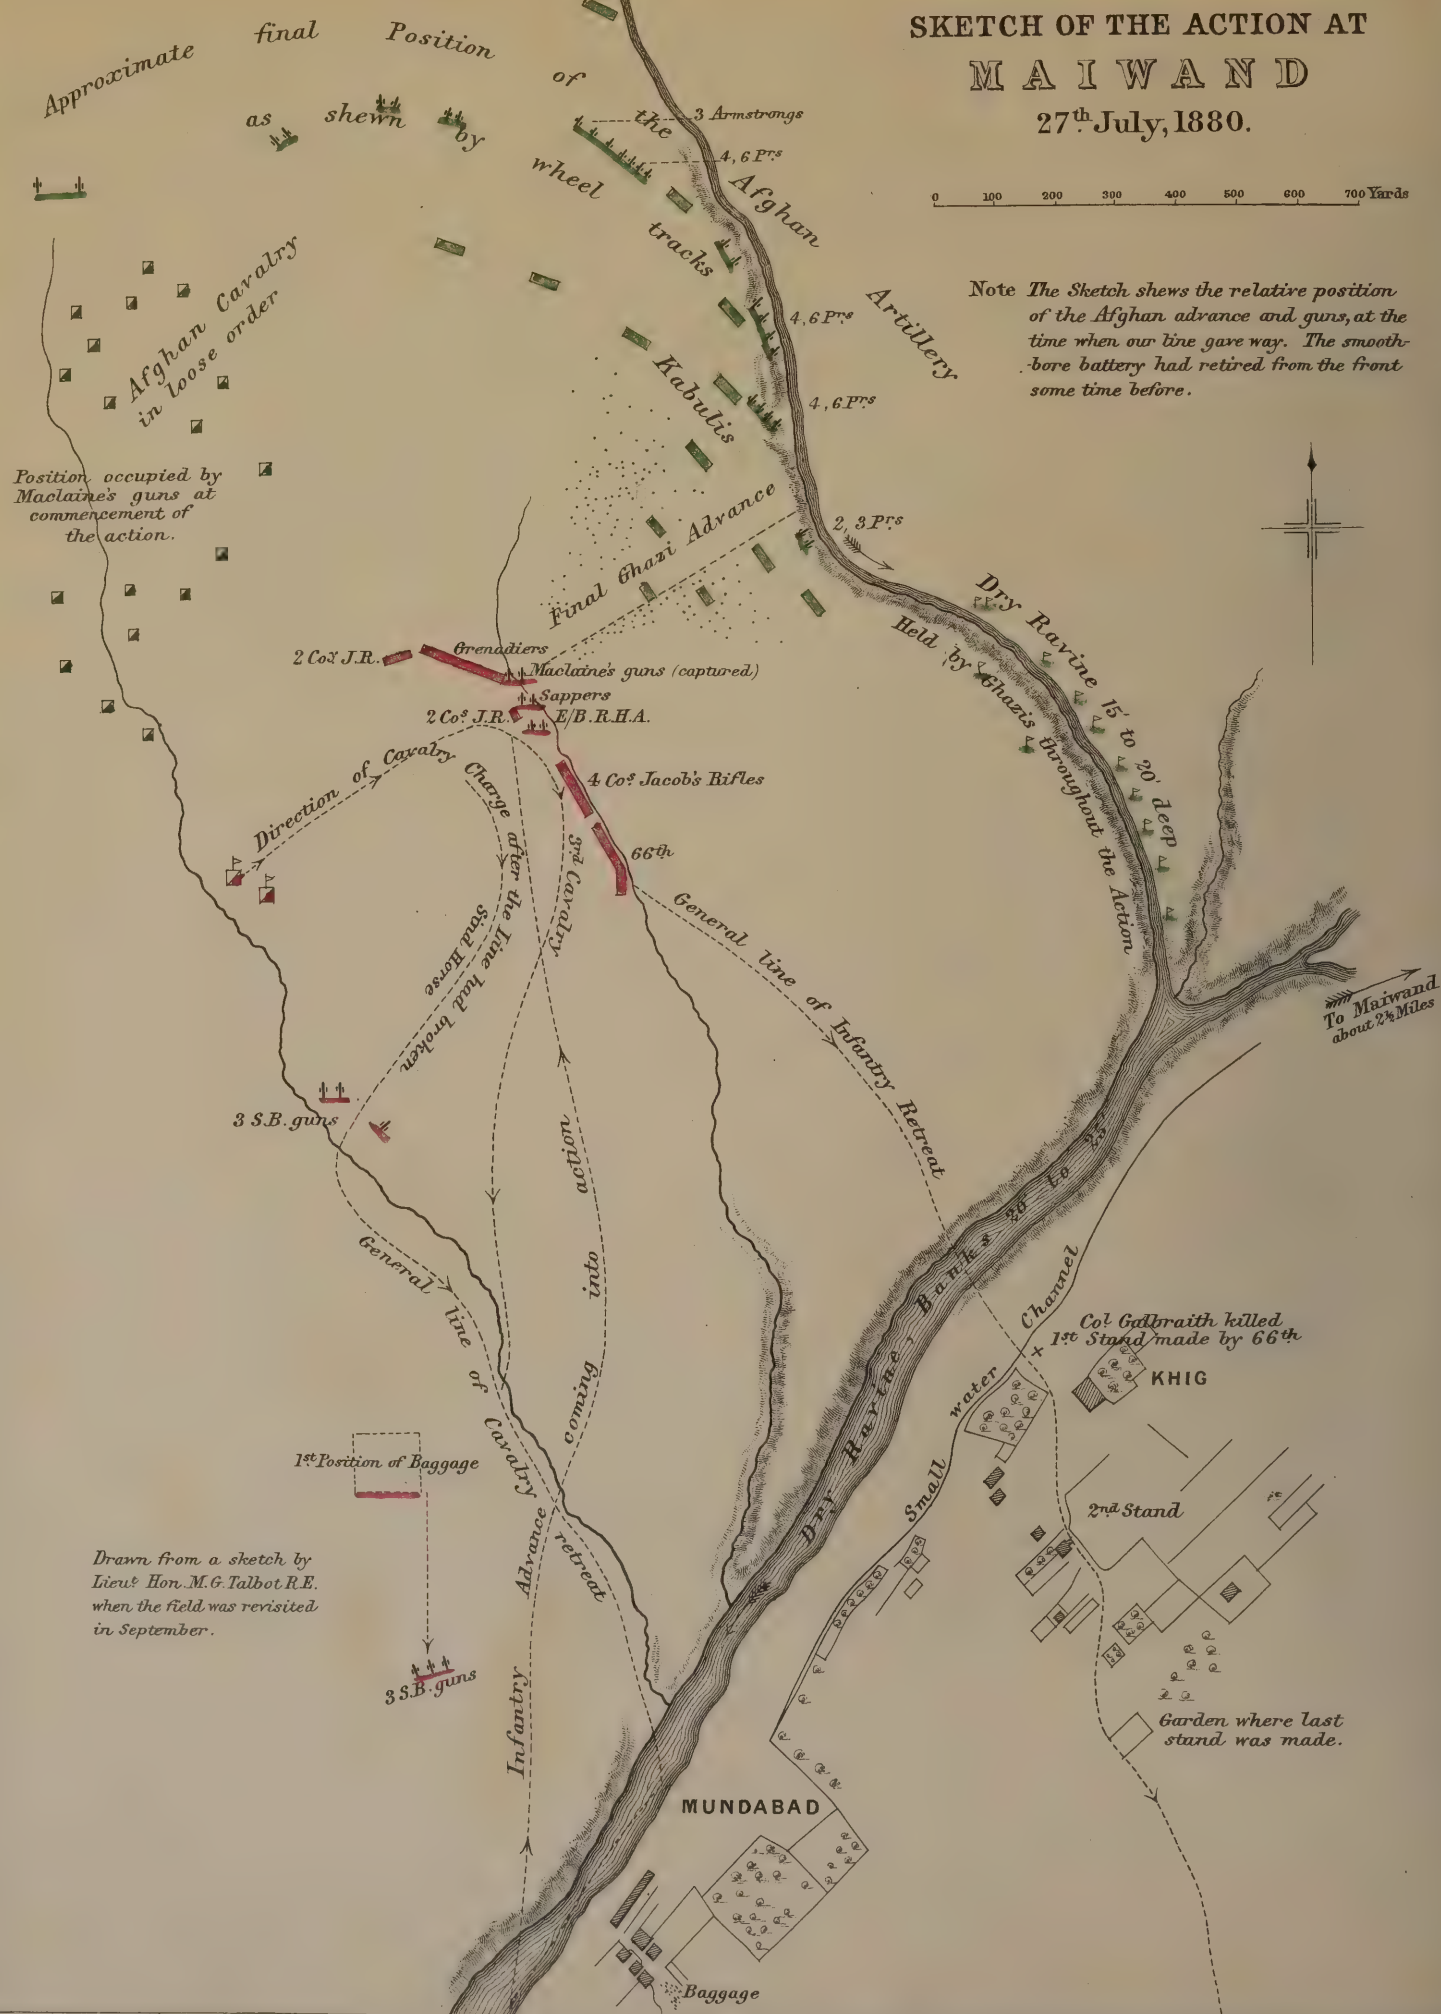 SKETCH OF THE ACTION AT
MAIWAND
27th July, 1880.
0 100 200 300 400 500 600 700 Yards
Note The Sketch shews the relative position
of the Afghan advance and guns, at the
time when our line gave way. The smooth-
-bore battery had retired from the front
some time before.
Approximate final Position of the Afghan Artillery
as shewn by wheel tracks
3 Armstrongs
4, 6 Prs
4, 6 Prs
4, 6 Prs
2, 3 Prs
Afghan Cavalry
in loose order
Kabulis
Position occupied by
Maclaine's guns at
commencement of
the action.
Final Ghazi Advance
Dry Ravine 15' to 20' deep
Held by Ghazis throughout the Action
2 Cos J.R.
Grenadiers
Maclaine's guns (captured)
Sappers
2 Cos. J.R.
E/B. R.H.A.
4 Cos. Jacob's Rifles
66th
Direction of Cavalry Charge after the Line had broken
3rd Cavalry
Sind Horse
General line of Infantry Retreat
To Maiwand
about 2½ Miles
3 S.B. guns
General line of Cavalry retreat
Infantry Advance coming into action
Dry Ravine, Banks 20' to 25'
Small water Channel
Col. Galbraith killed
1st Stand made by 66th
KHIG
1st Position of Baggage
2nd Stand
Drawn from a sketch by
Lieut. Hon. M.G. Talbot R.E.
when the field was revisited
in September.
3 S.B. guns
Garden where last
stand was made.
MUNDABAD
Baggage